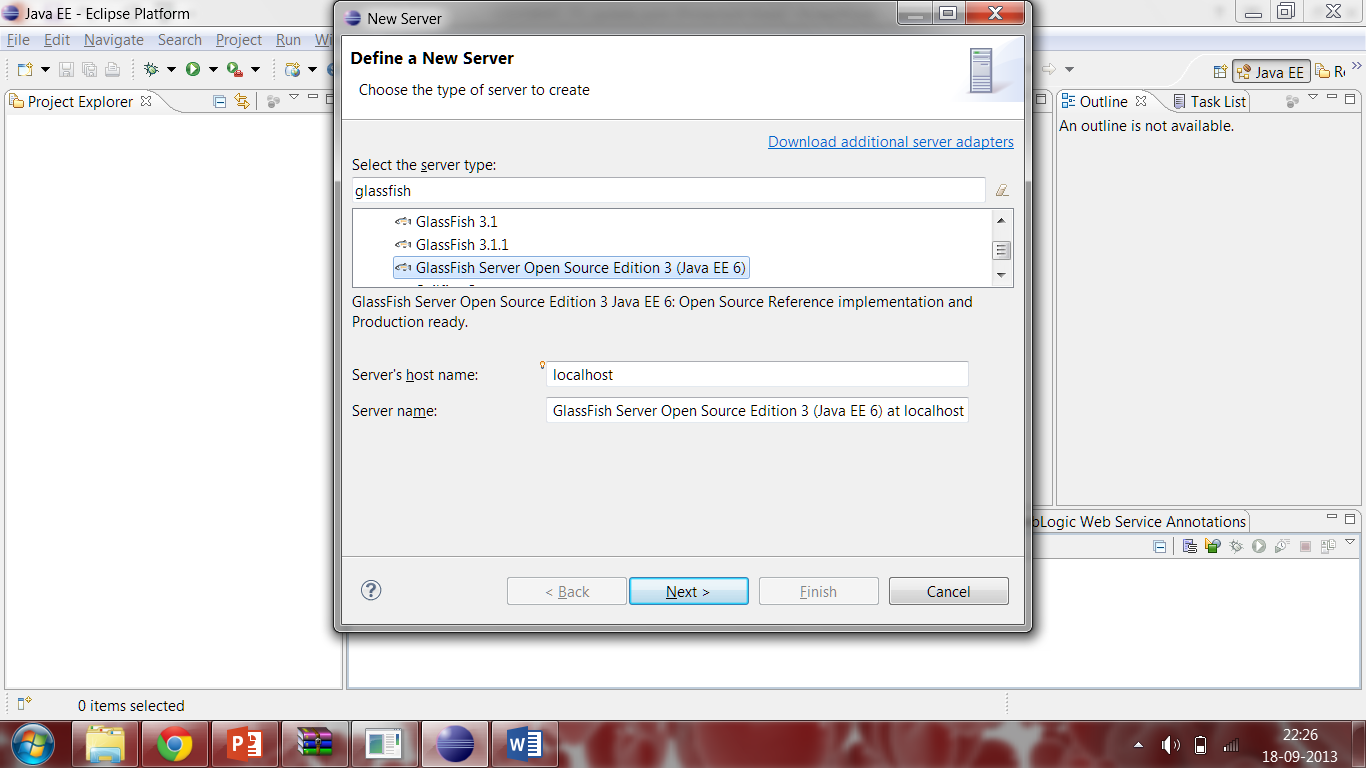 Java EE - Eclipse Platform
File Edit Navigate Search Project Run
Java EE
Project Explorer
New Server
Define a New Server
Choose the type of server to create
Download additional server adapters
Select the server type:
glassfish
GlassFish 3.1
GlassFish 3.1.1
GlassFish Server Open Source Edition 3 (Java EE 6)
GlassFish Server Open Source Edition 3 Java EE 6: Open Source Reference implementation and
Production ready.
Server's host name:
localhost
Server name:
GlassFish Server Open Source Edition 3 (Java EE 6) at localhost
< Back
Next >
Finish
Cancel
Outline
Task List
An outline is not available.
Web Service Annotations
0 items selected
22:26
18-09-2013